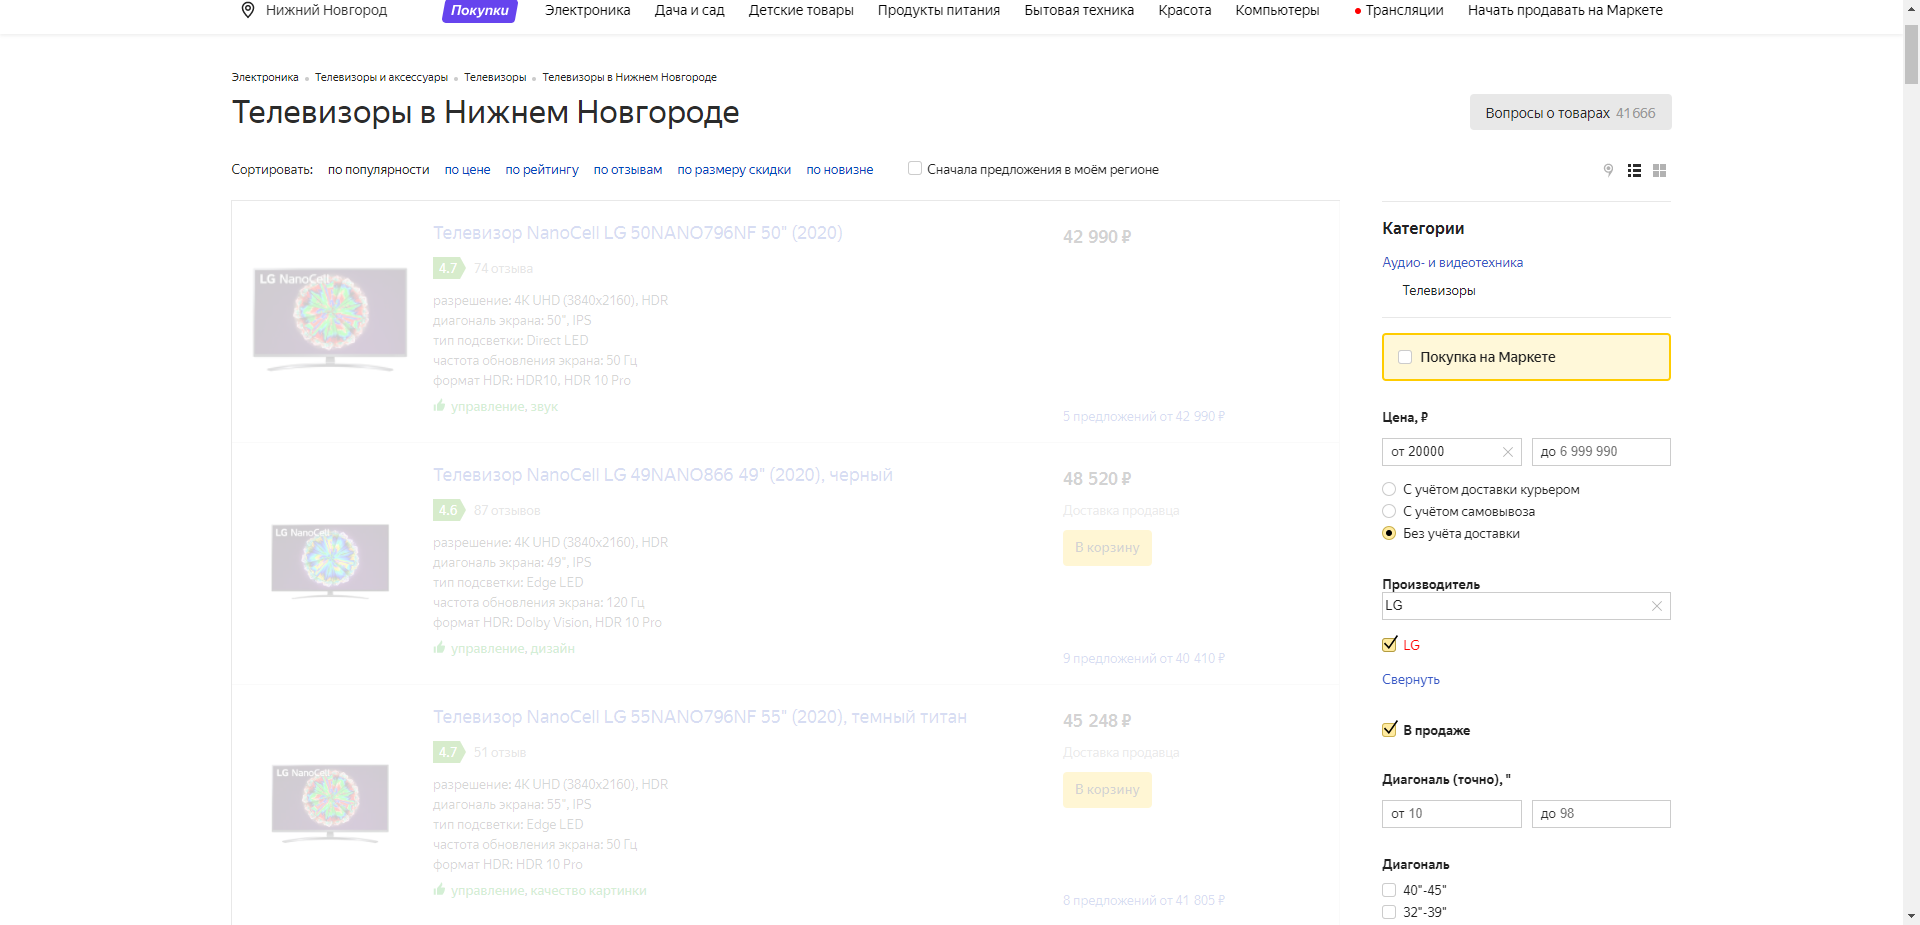 Нижний Новгород
Покупки
Электроника
Дача и сад
Детские товары
Продукты питания
Бытовая техника
Красота
Компьютеры
Трансляции
Начать продавать на Маркете
Электроника
Телевизоры и аксессуары
Телевизоры
Телевизоры в Нижнем Новгороде
Телевизоры в Нижнем Новгороде
Вопросы о товарах 41666
Сортировать:
по популярности
по цене
по рейтингу
по отзывам
по размеру скидки
по новизне
Сначала предложения в моём регионе
LG NanoCell
Телевизор NanoCell LG 50NANO796NF 50" (2020)
4.7
74 отзыва
разрешение: 4K UHD (3840x2160), HDR
диагональ экрана: 50", IPS
тип подсветки: Direct LED
частота обновления экрана: 50 Гц
формат HDR: HDR10, HDR 10 Pro
управление, звук
42 990 ₽
5 предложений от 42 990 ₽
LG NanoCell
Телевизор NanoCell LG 49NANO866 49" (2020), черный
4.6
87 отзывов
разрешение: 4K UHD (3840x2160), HDR
диагональ экрана: 49", IPS
тип подсветки: Edge LED
частота обновления экрана: 120 Гц
формат HDR: Dolby Vision, HDR 10 Pro
управление, дизайн
48 520 ₽
Доставка продавца
В корзину
9 предложений от 40 410 ₽
LG NanoCell
Телевизор NanoCell LG 55NANO796NF 55" (2020), темный титан
4.7
51 отзыв
разрешение: 4K UHD (3840x2160), HDR
диагональ экрана: 55", IPS
тип подсветки: Edge LED
частота обновления экрана: 50 Гц
формат HDR: HDR 10 Pro
управление, качество картинки
45 248 ₽
Доставка продавца
В корзину
8 предложений от 41 805 ₽
Категории
Аудио- и видеотехника
Телевизоры
Покупка на Маркете
Цена, ₽
от 20000
до 6 999 990
С учётом доставки курьером
С учётом самовывоза
Без учёта доставки
Производитель
LG
LG
Свернуть
В продаже
Диагональ (точно), "
от 10
до 98
Диагональ
40"-45"
32"-39"